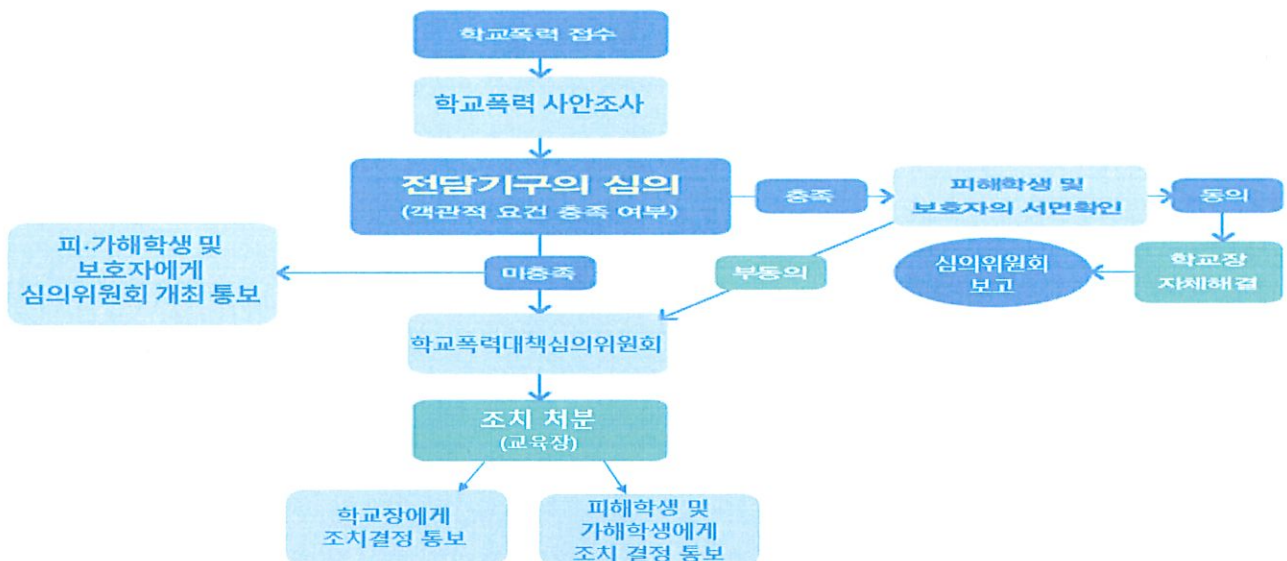 학교폭력 접수
학교폭력 사안조사
전담기구의 심의
(객관적 요건 충족 여부)
충족
피해학생 및
보호자의 서면확인
동의
피·가해학생 및
보호자에게
심의위원회 개최 통보
미충족
부동의
심의위원회
보고
학교장
자체해결
학교폭력대책심의위원회
조치 처분
(교육장)
학교장에게
조치결정 통보
피해학생 및
가해학생에게
조치 결정 통보